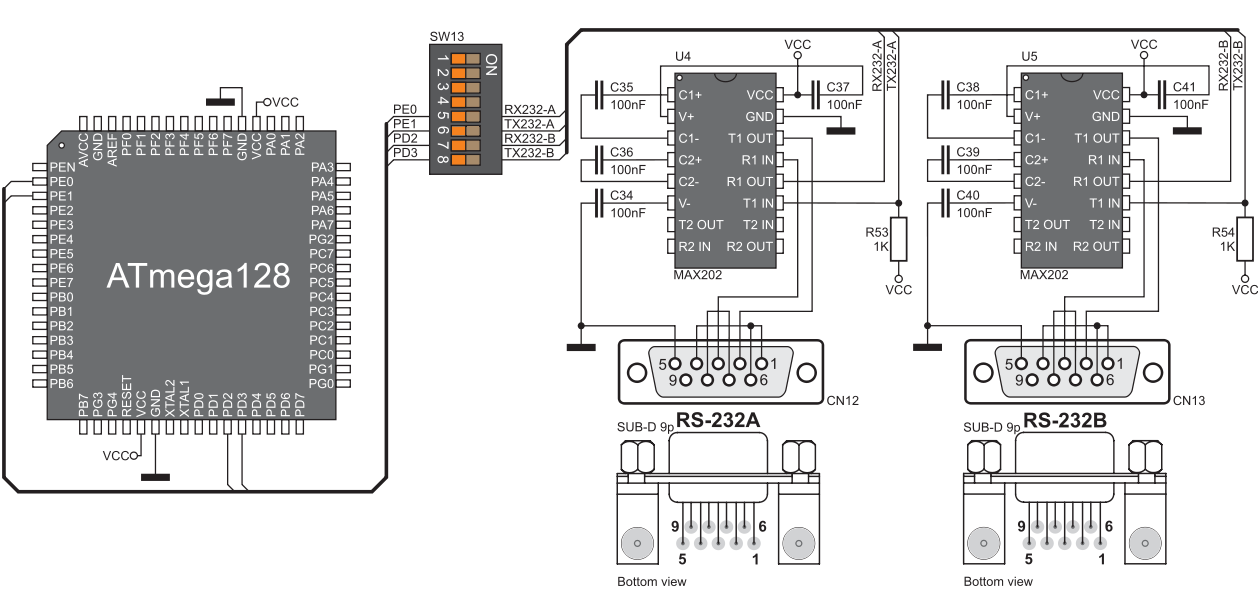 SW13
ON
1
2
3
4
5
6
7
8
PE0
PE1
PD2
PD3
RX232-A
TX232-A
RX232-B
TX232-B
VCC
AVCC
GND
AREF
PF0
PF1
PF2
PF3
PF4
PF5
PF6
PF7
GND
VCC
PA0
PA1
PA2
PEN
PE0
PE1
PE2
PE3
PE4
PE5
PE6
PE7
PB0
PB1
PB2
PB3
PB4
PB5
PB6
ATmega128
PA3
PA4
PA5
PA6
PA7
PG2
PC7
PC6
PC5
PC4
PC3
PC2
PC1
PC0
PG1
PG0
PB7
PG3
PG4
RESET
VCC
GND
XTAL2
XTAL1
PD0
PD1
PD2
PD3
PD4
PD5
PD6
PD7
VCC
U4
VCC
RX232-A
TX232-A
C35
100nF
C36
100nF
C34
100nF
C1+
V+
C1-
C2+
C2-
V-
T2 OUT
R2 IN
VCC
GND
T1 OUT
R1 IN
R1 OUT
T1 IN
T2 IN
R2 OUT
MAX202
C37
100nF
R53
1K
VCC
5
1
9
6
CN12
RS-232A
SUB-D 9p
9
6
5
1
Bottom view
U5
VCC
RX232-B
TX232-B
C38
100nF
C39
100nF
C40
100nF
C1+
V+
C1-
C2+
C2-
V-
T2 OUT
R2 IN
VCC
GND
T1 OUT
R1 IN
R1 OUT
T1 IN
T2 IN
R2 OUT
MAX202
C41
100nF
R54
1K
VCC
5
1
9
6
CN13
RS-232B
SUB-D 9p
9
6
5
1
Bottom view